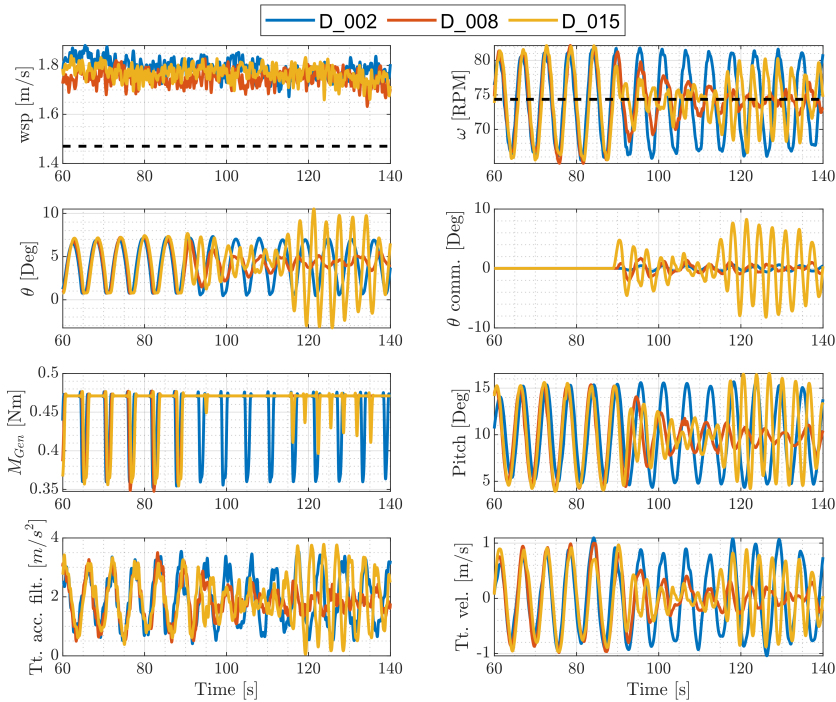 D_002 D_008 D_015
wsp [m/s]
1.8
1.6
1.4
60 80 100 120 140
ω [RPM]
80
75
70
60 80 100 120 140
θ [Deg]
10
5
0
60 80 100 120 140
θ comm. [Deg]
10
0
-10
60 80 100 120 140
M_Gen [Nm]
0.5
0.45
0.4
0.35
60 80 100 120 140
Pitch [Deg]
15
10
5
60 80 100 120 140
Tt. acc. filt. [m/s²]
4
2
0
60 80 100 120 140
Time [s]
Tt. vel. [m/s]
1
0
-1
60 80 100 120 140
Time [s]